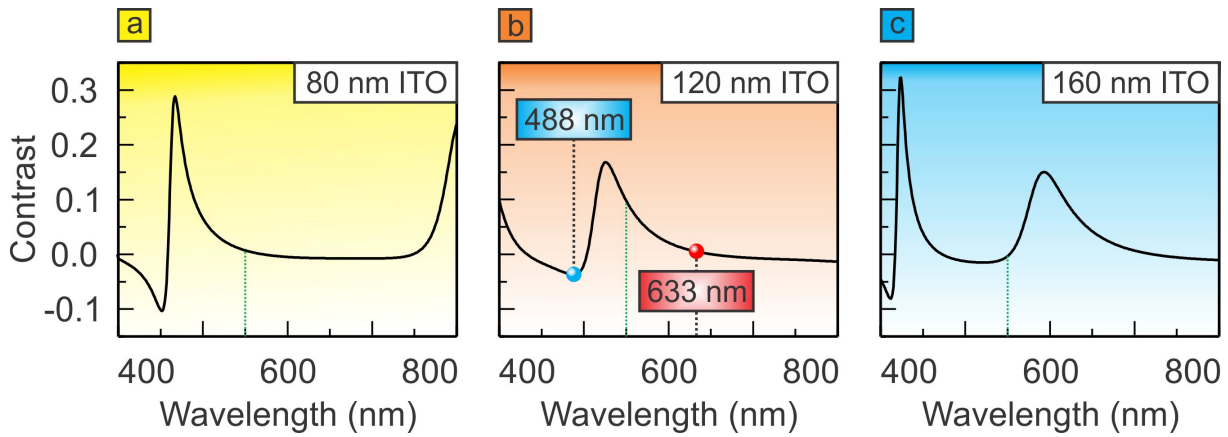 a
b
c
80 nm ITO
120 nm ITO
160 nm ITO
488 nm
633 nm
Contrast
0.3
0.2
0.1
0.0
-0.1
400 600 800
400 600 800
400 600 800
Wavelength (nm)
Wavelength (nm)
Wavelength (nm)